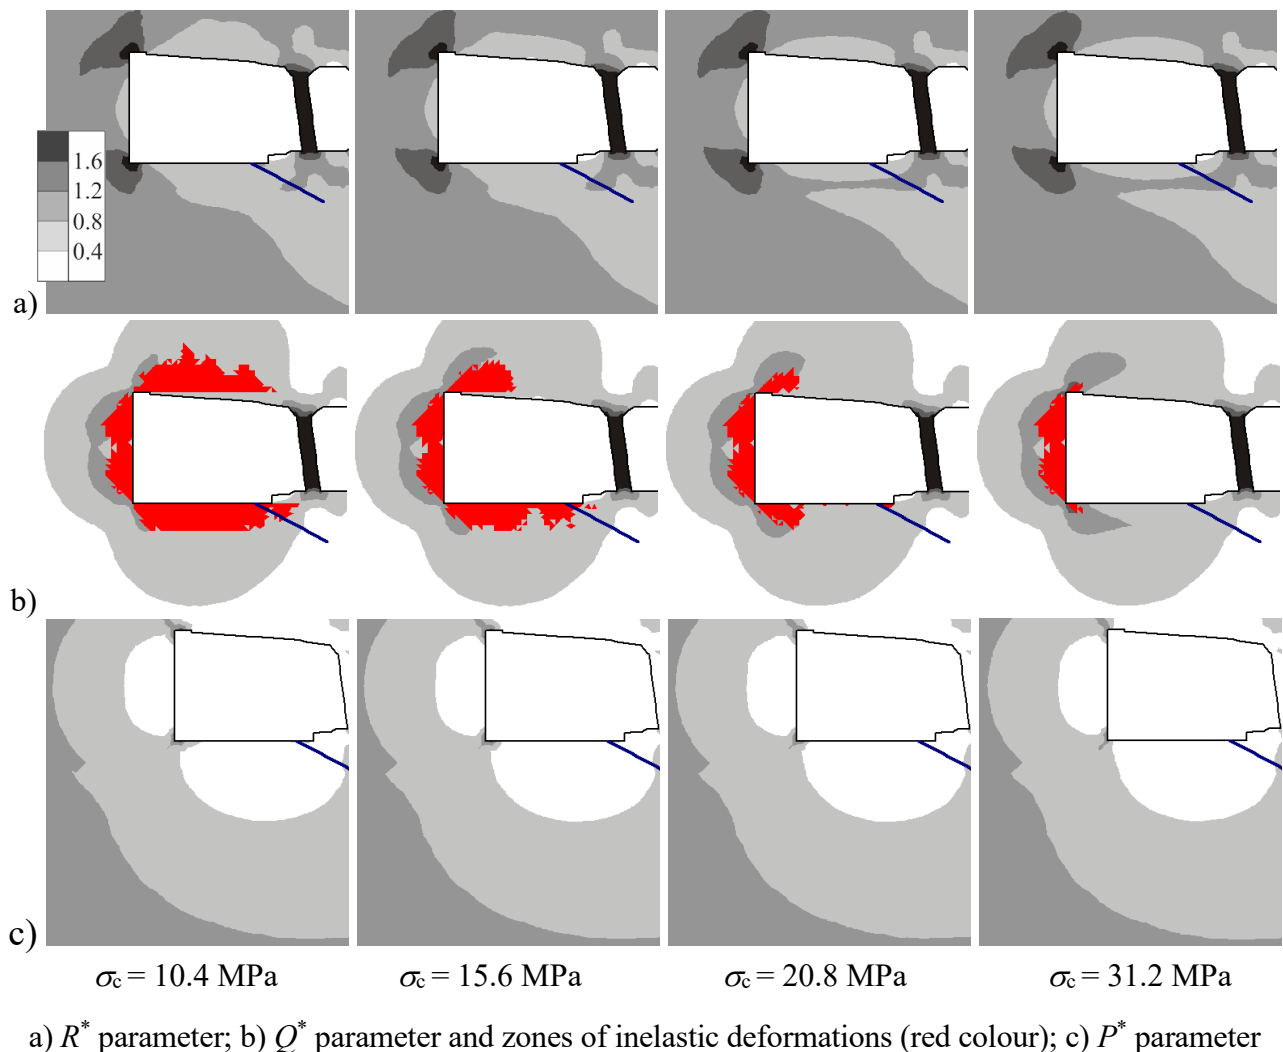 1.6
1.2
0.8
0.4
a)
b)
c)
σc = 10.4 MPa σc = 15.6 MPa σc = 20.8 MPa σc = 31.2 MPa
a) R* parameter; b) Q* parameter and zones of inelastic deformations (red colour); c) P* parameter